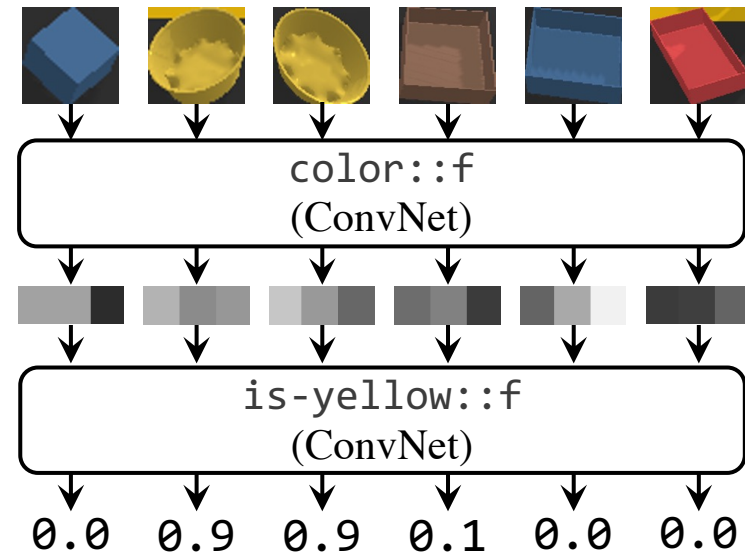 color::f
(ConvNet)
is-yellow::f
(ConvNet)
0.0 0.9 0.9 0.1 0.0 0.0